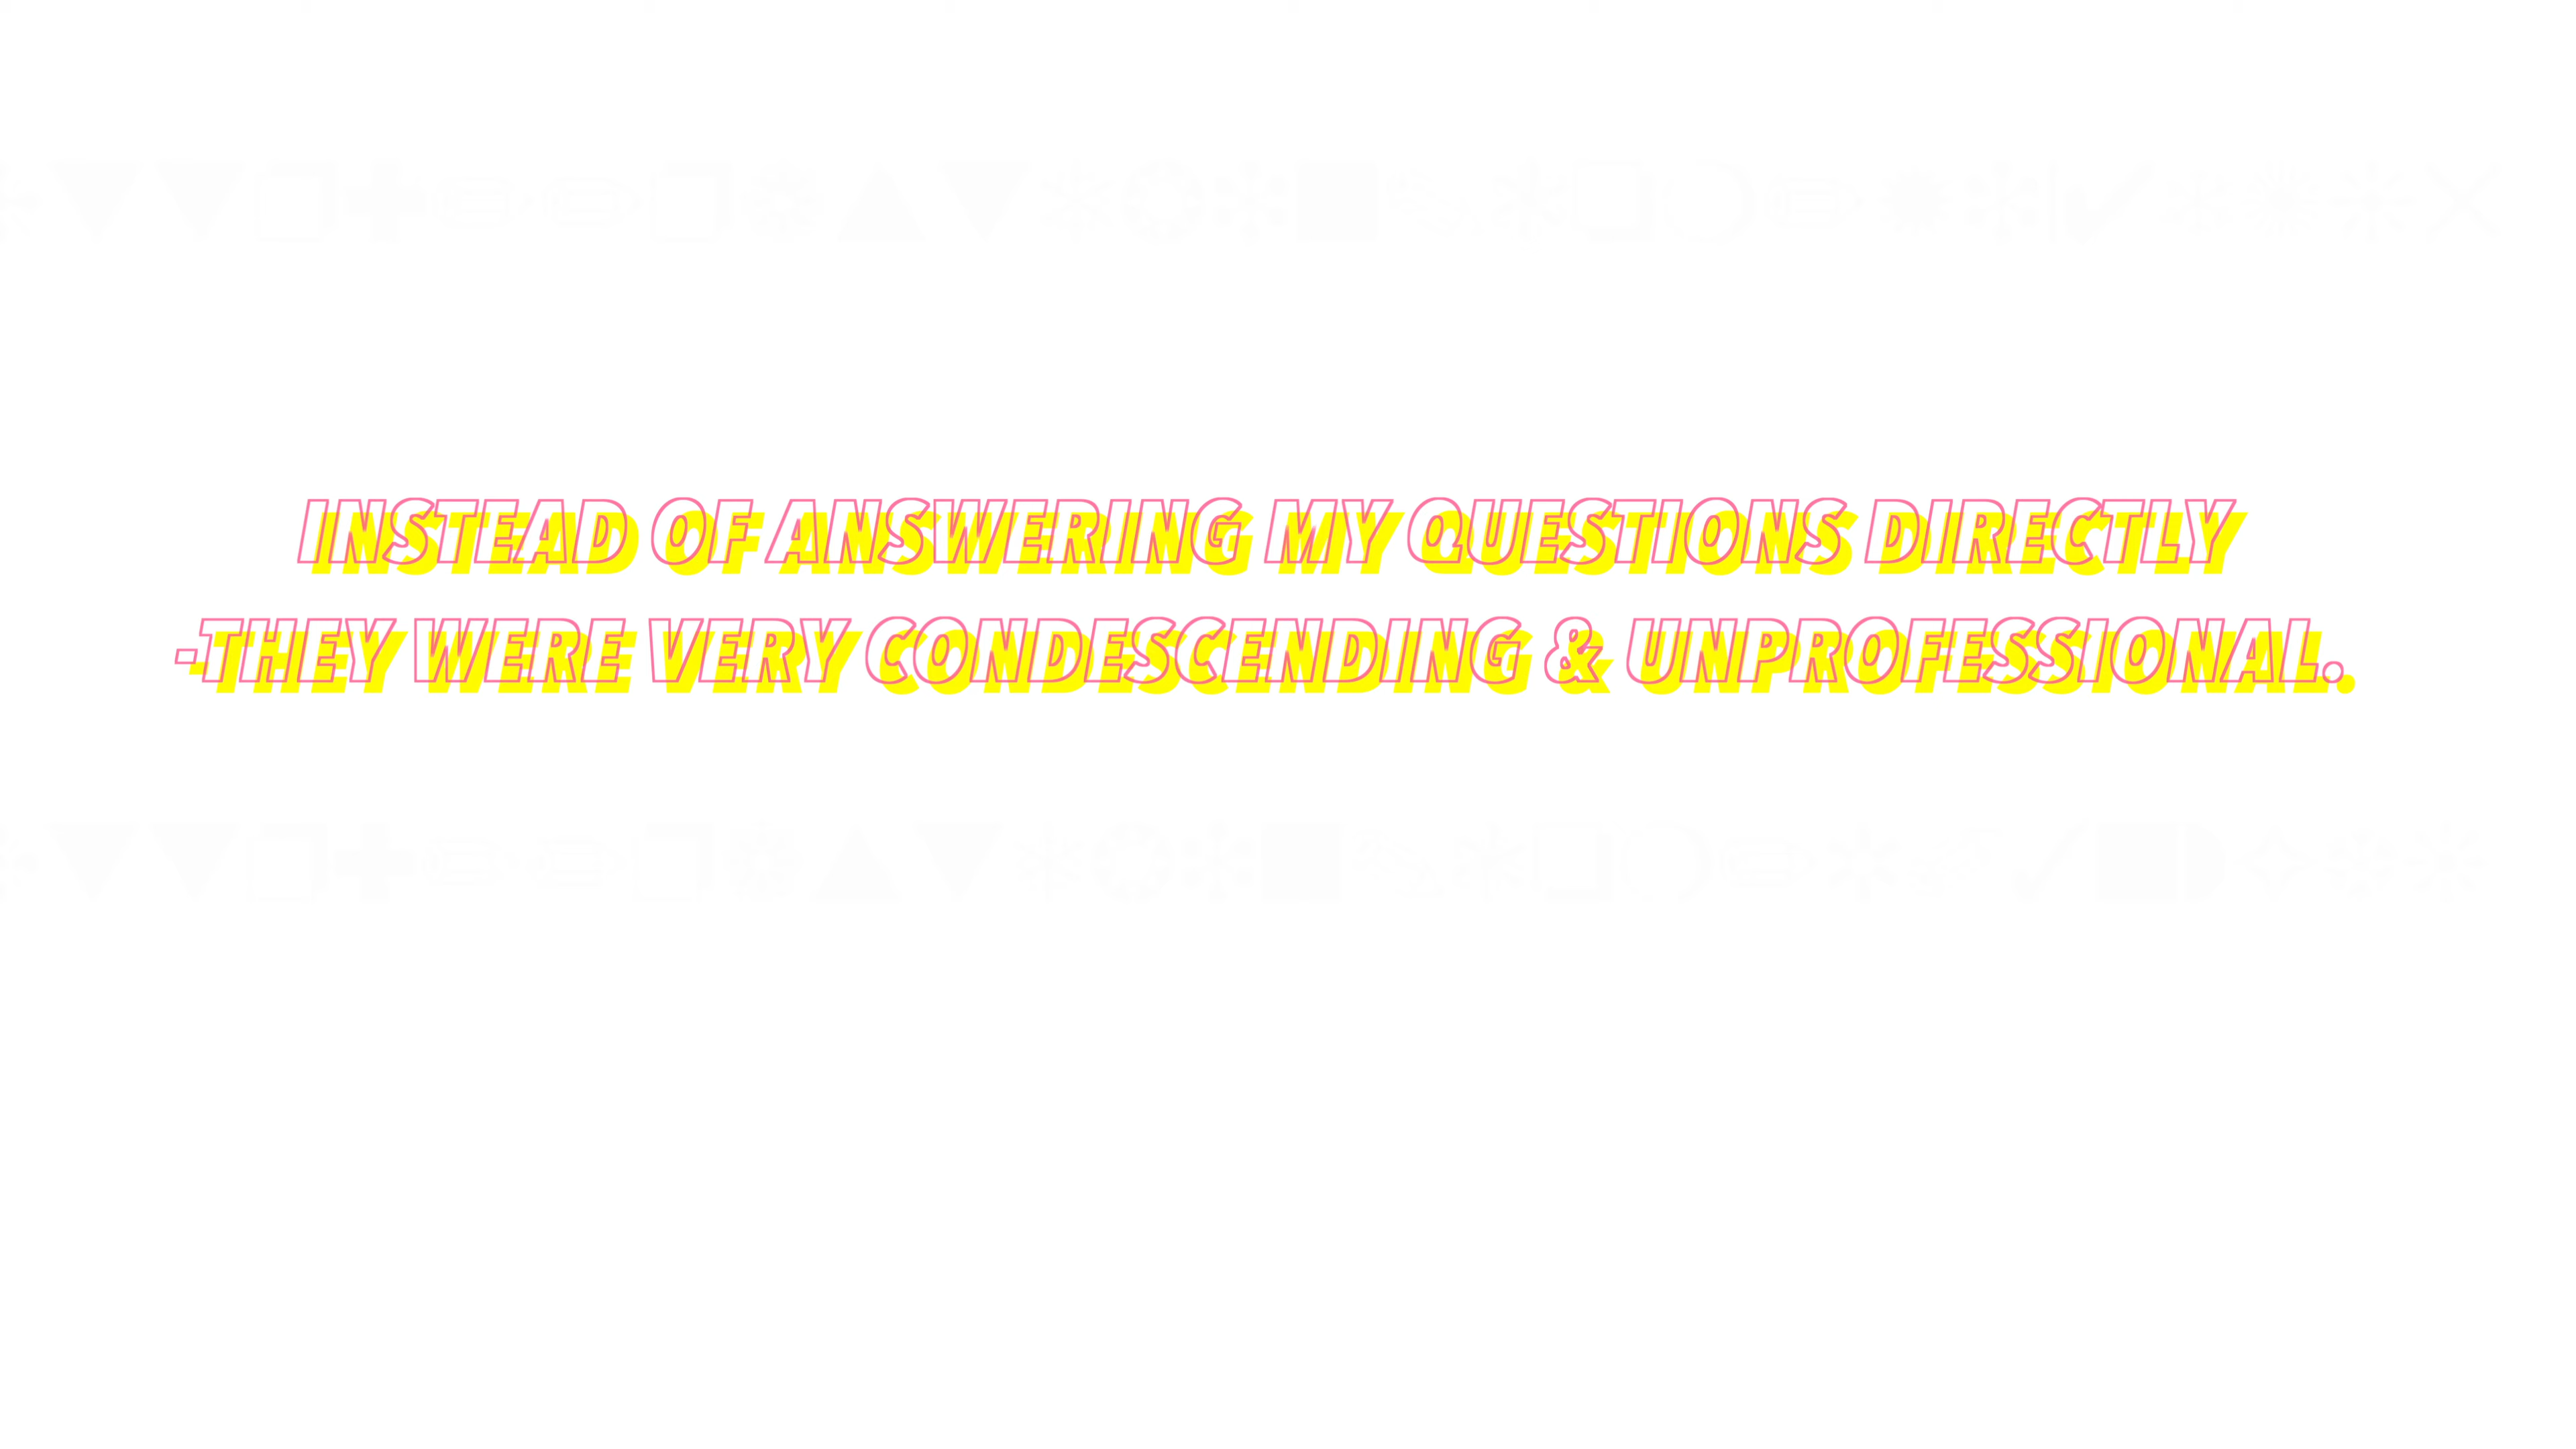 INSTEAD OF ANSWERING MY QUESTIONS DIRECTLY
-THEY WERE VERY CONDESCENDING & UNPROFESSIONAL.